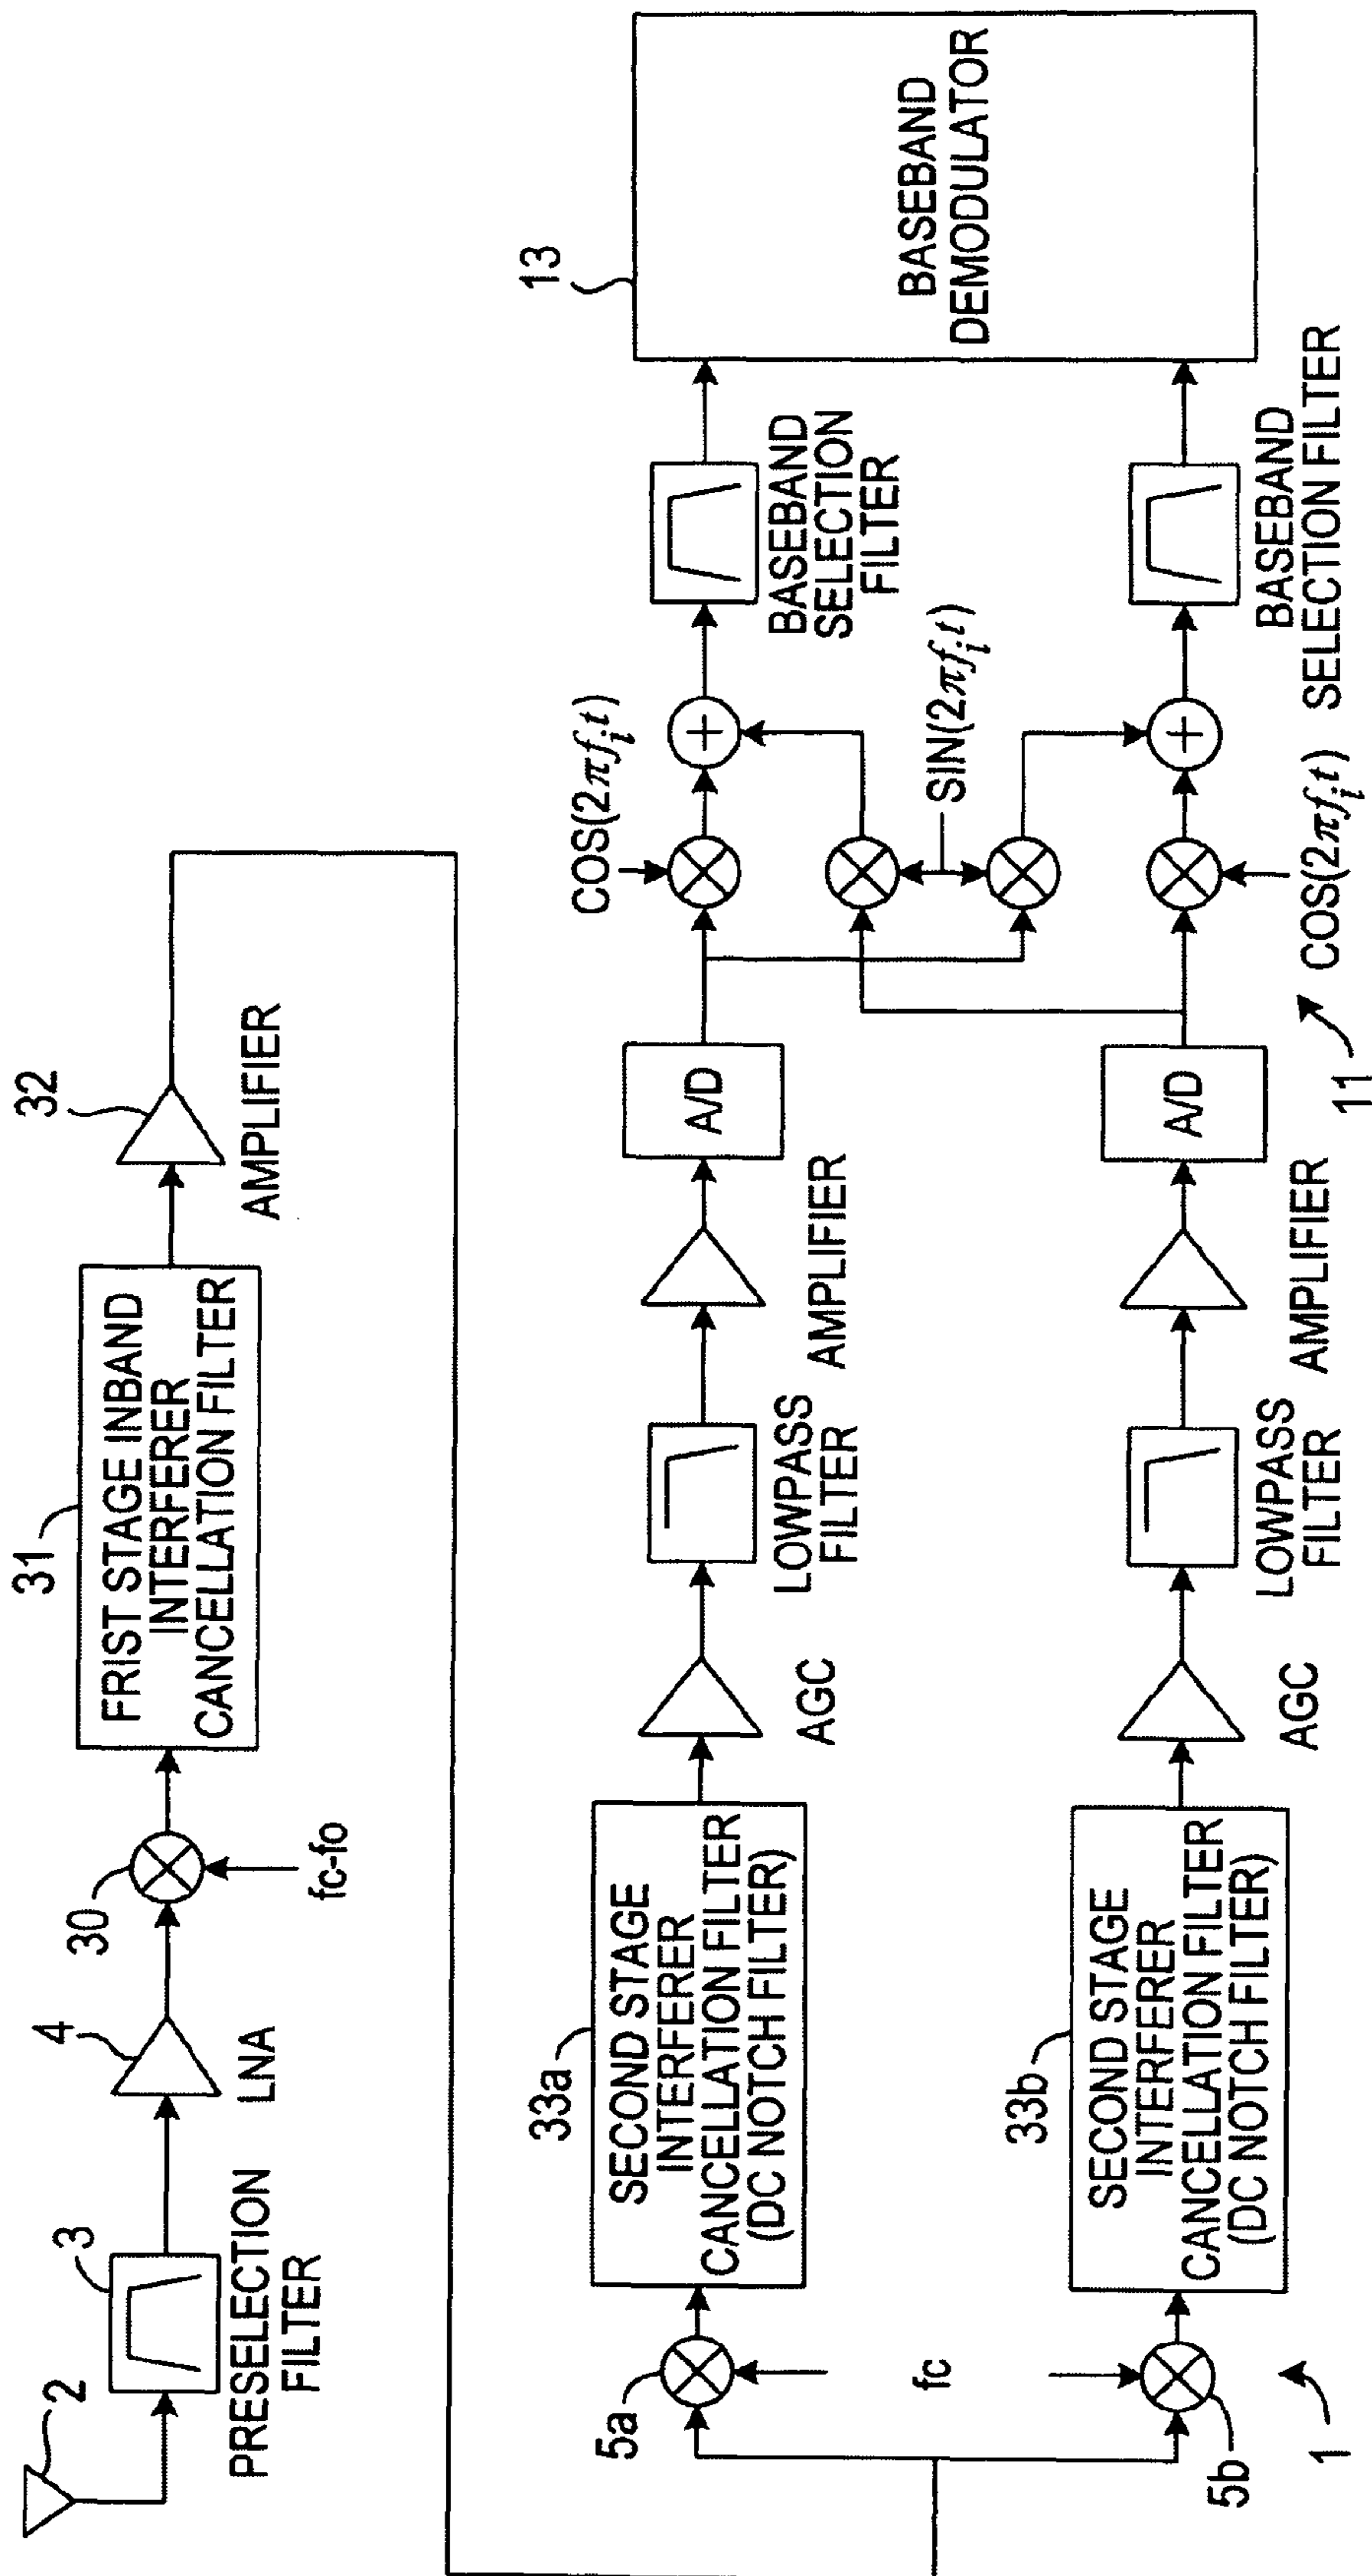 2
3
PRESELECTION
FILTER
4
LNA
30
fc-fo
31
FRIST STAGE INBAND
INTERFERER
CANCELLATION FILTER
32
AMPLIFIER
5a
fc
5b
1
33a
SECOND STAGE
INTERFERER
CANCELLATION FILTER
(DC NOTCH FILTER)
AGC
LOWPASS
FILTER
AMPLIFIER
A/D
COS(2πf_i t)
SIN(2πf_i t)
BASEBAND
SELECTION
FILTER
13
BASEBAND
DEMODULATOR
33b
SECOND STAGE
INTERFERER
CANCELLATION FILTER
(DC NOTCH FILTER)
AGC
LOWPASS
FILTER
AMPLIFIER
A/D
11
COS(2πf_i t)
BASEBAND
SELECTION FILTER